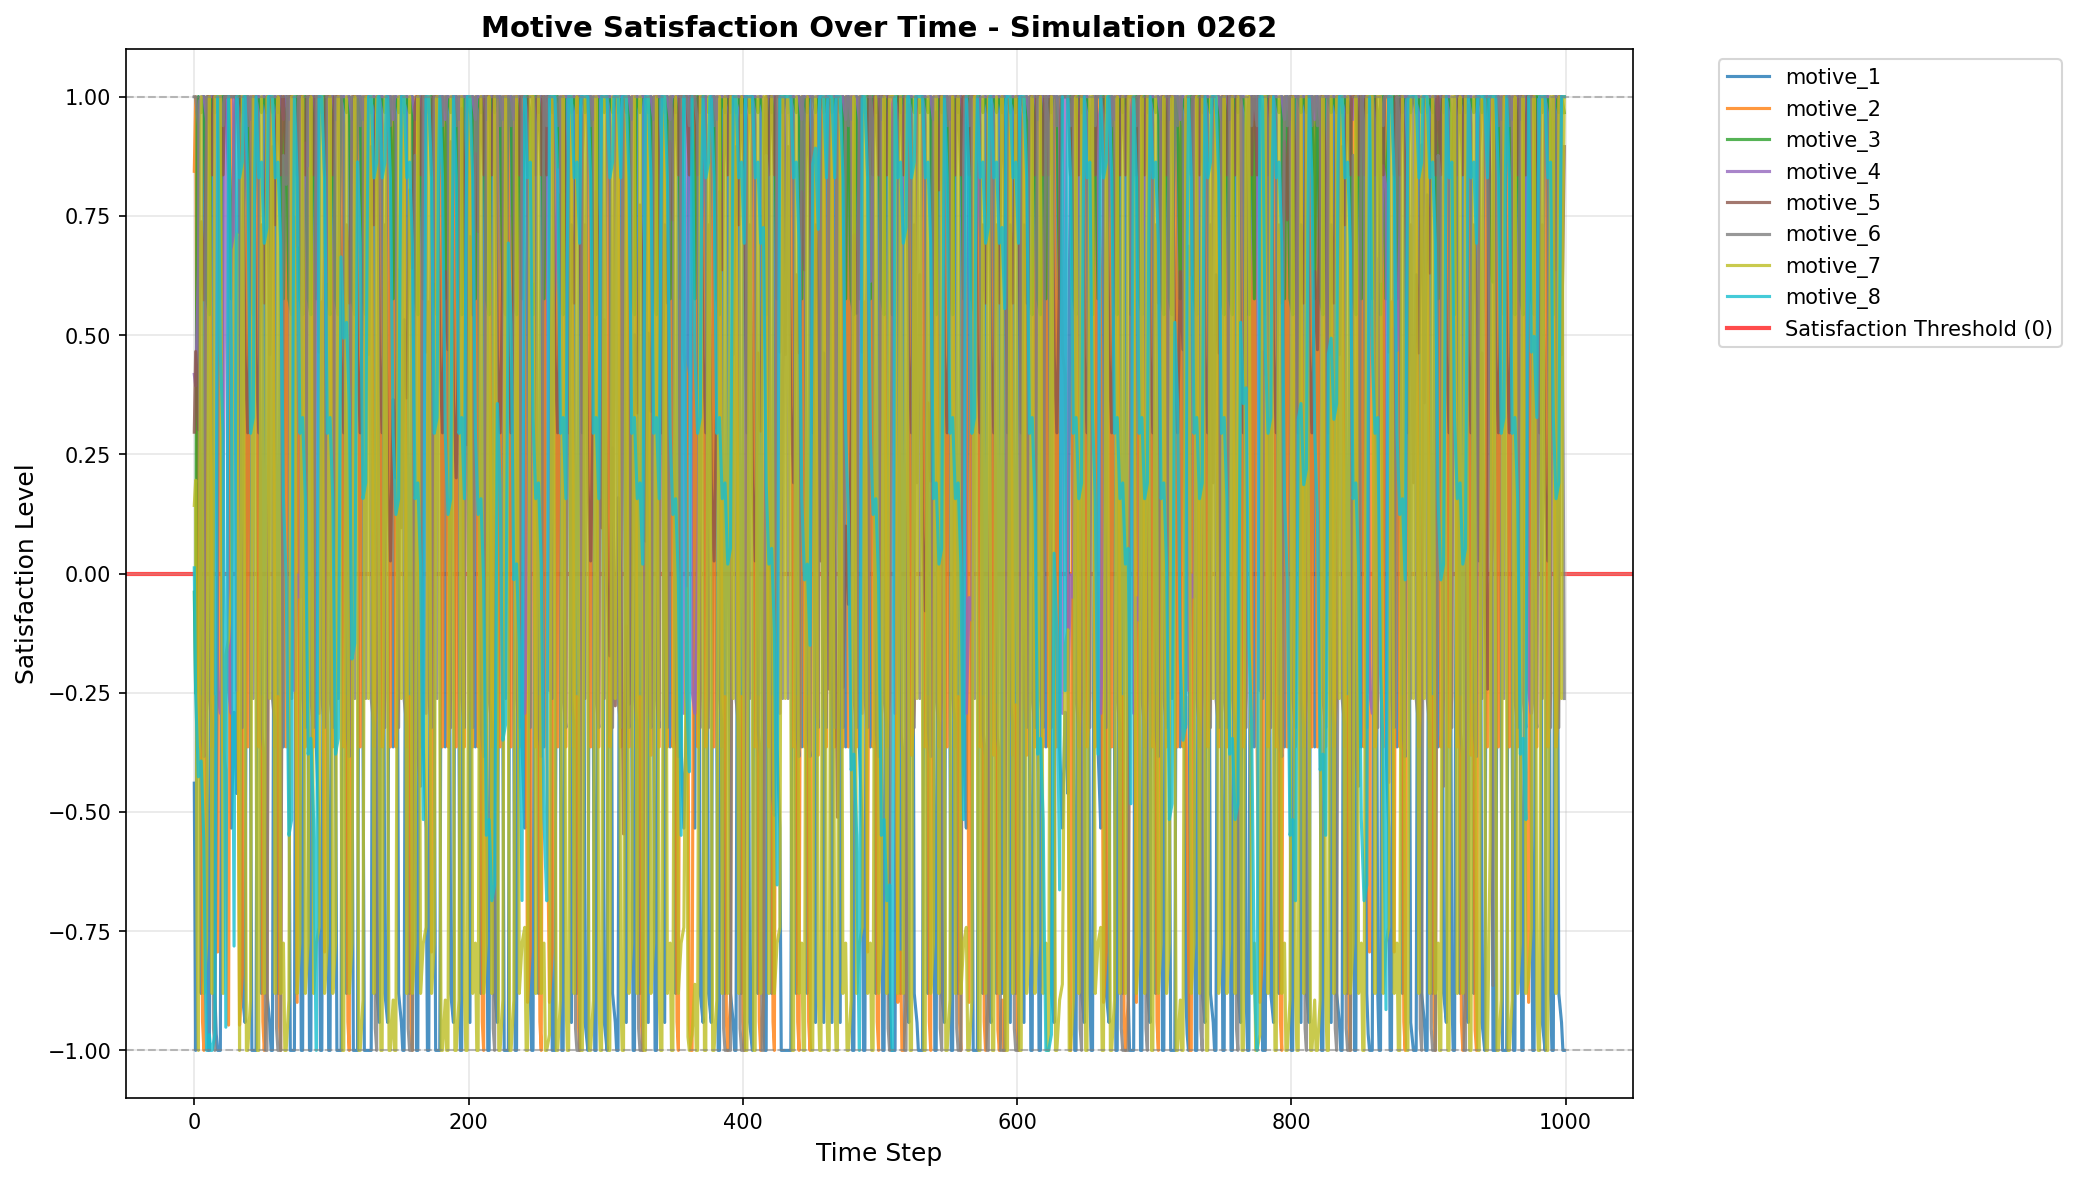 Motive Satisfaction Over Time - Simulation 0262
1.00
0.75
0.50
0.25
0.00
−0.25
−0.50
−0.75
−1.00
Satisfaction Level
0
200
400
600
800
1000
Time Step
motive_1
motive_2
motive_3
motive_4
motive_5
motive_6
motive_7
motive_8
Satisfaction Threshold (0)